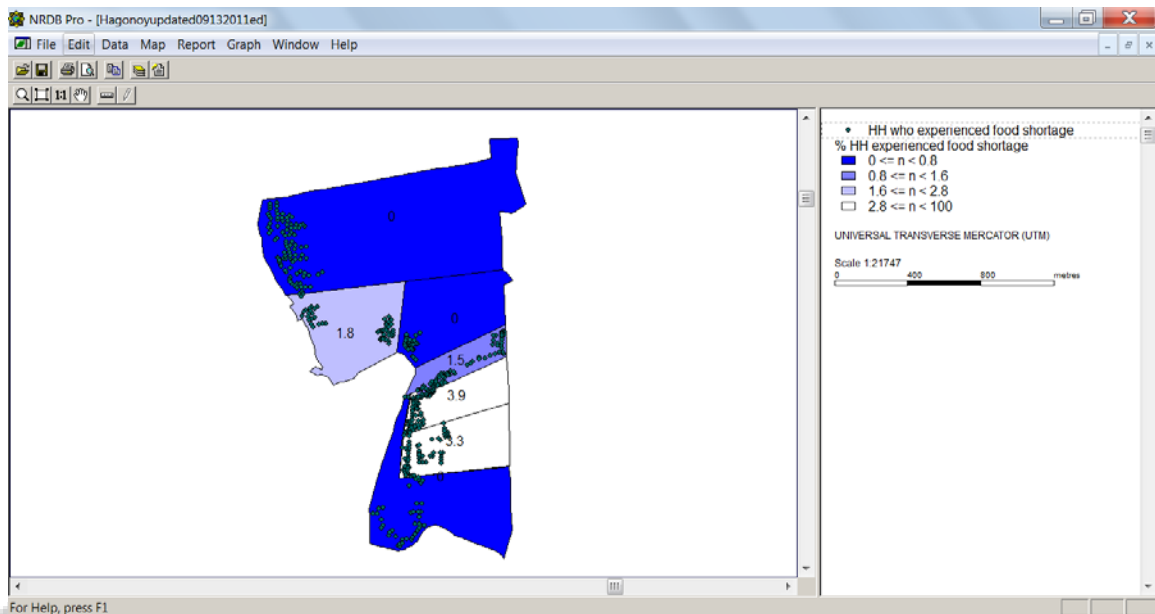 NRDB Pro - [Hagonoyupdated09132011ed]
File Edit Data Map Report Graph Window Help
1:1
HH who experienced food shortage
% HH experienced food shortage
0 <= n < 0.8
0.8 <= n < 1.6
1.6 <= n < 2.8
2.8 <= n < 100
UNIVERSAL TRANSVERSE MERCATOR (UTM)
Scale 1:21747
0 400 800 metres
0
1.8
0
1.5
3.9
3.3
0
For Help, press F1